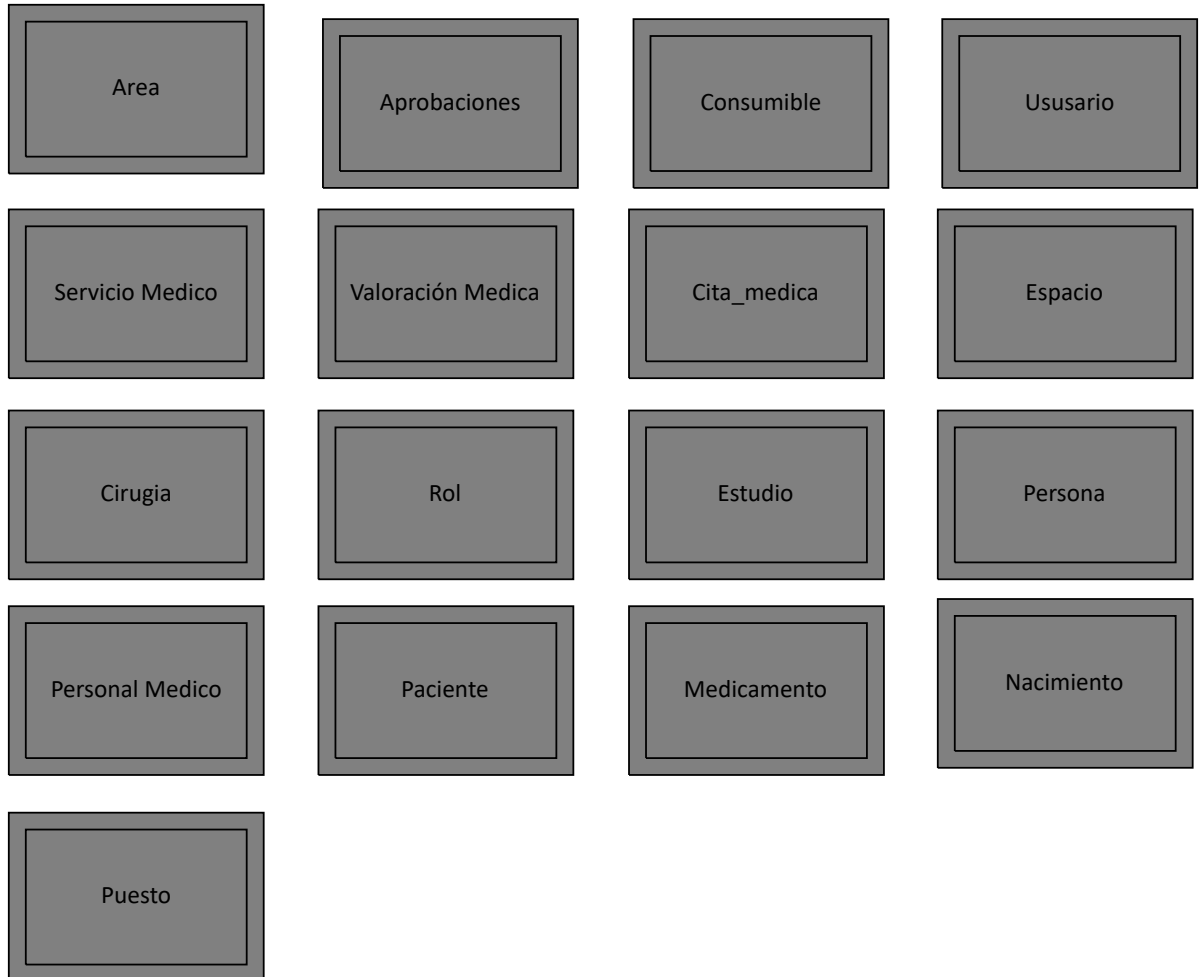 Area
Aprobaciones
Consumible
Ususario
Servicio Medico
Valoración Medica
Cita_medica
Espacio
Cirugia
Rol
Estudio
Persona
Personal Medico
Paciente
Medicamento
Nacimiento
Puesto